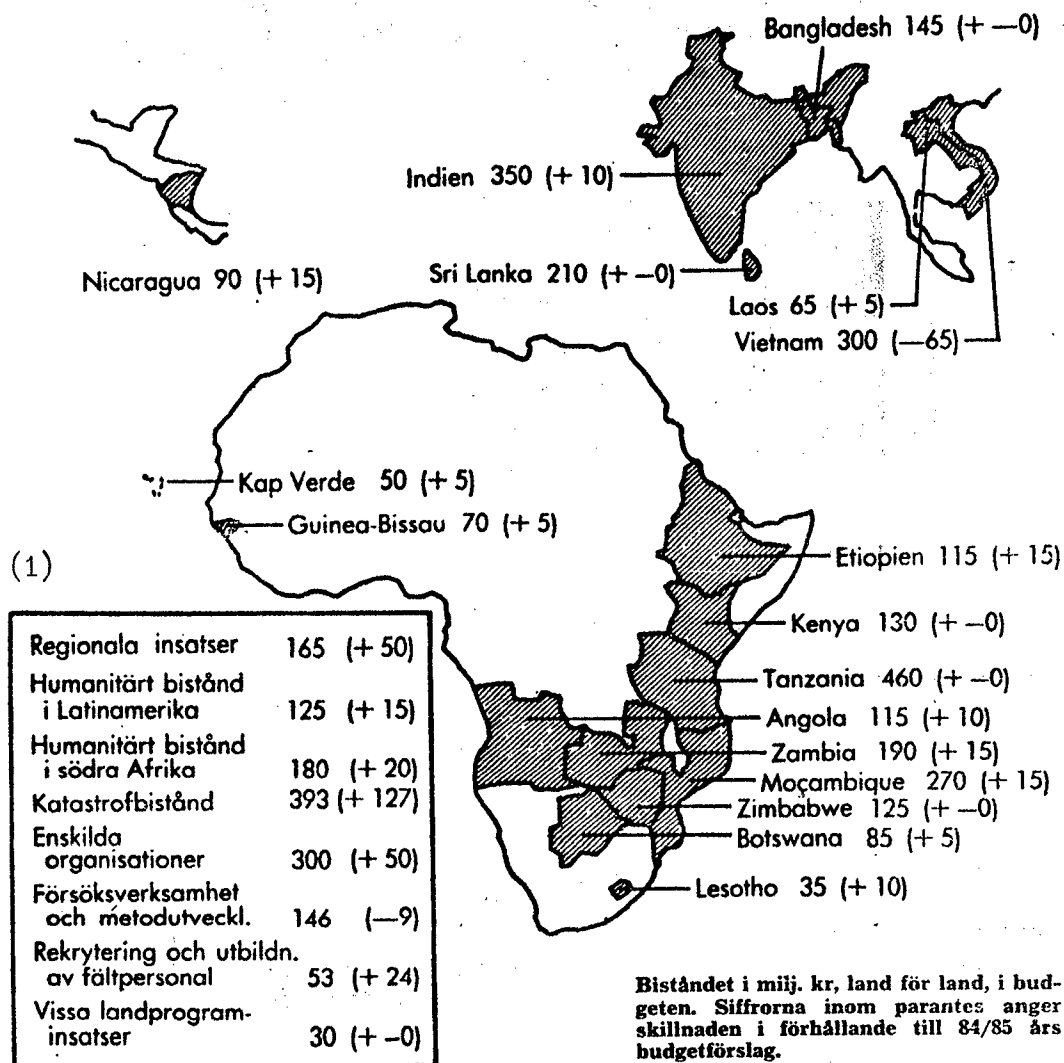 Bangladesh 145 (+ —0)
Indien 350 (+ 10)
Nicaragua 90 (+ 15)
Sri Lanka 210 (+ —0)
Laos 65 (+ 5)
Vietnam 300 (—65)
Kap Verde 50 (+ 5)
Guinea-Bissau 70 (+ 5)
Etiopien 115 (+ 15)
Kenya 130 (+ —0)
Tanzania 460 (+ —0)
Angola 115 (+ 10)
Zambia 190 (+ 15)
Moçambique 270 (+ 15)
Zimbabwe 125 (+ —0)
Botswana 85 (+ 5)
Lesotho 35 (+ 10)
(1)
Regionala insatser 165 (+ 50)
Humanitärt bistånd
i Latinamerika 125 (+ 15)
Humanitärt bistånd
i södra Afrika 180 (+ 20)
Katastrofbistånd 393 (+ 127)
Enskilda
organisationer 300 (+ 50)
Försöksverksamhet
och metodutveckl. 146 (—9)
Rekrytering och utbildn.
av fältpersonal 53 (+ 24)
Vissa landprogram-
insatser 30 (+ —0)
Biståndet i milj. kr, land för land, i bud-
geten. Siffrorna inom parantes anger
skillnaden i förhållande till 84/85 års
budgetförslag.